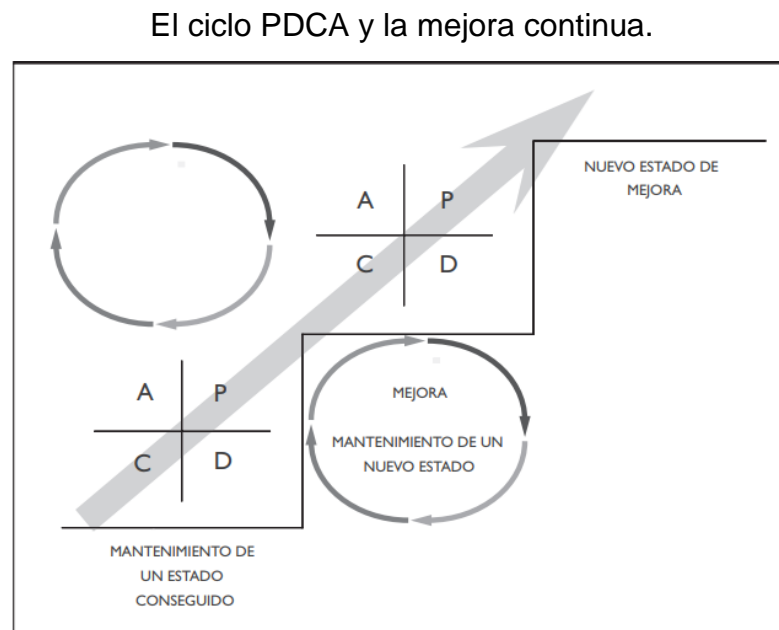 El ciclo PDCA y la mejora continua.
NUEVO ESTADO DE
MEJORA
A P
C D
A P
C D
MEJORA
MANTENIMIENTO DE UN
NUEVO ESTADO
MANTENIMIENTO DE
UN ESTADO
CONSEGUIDO